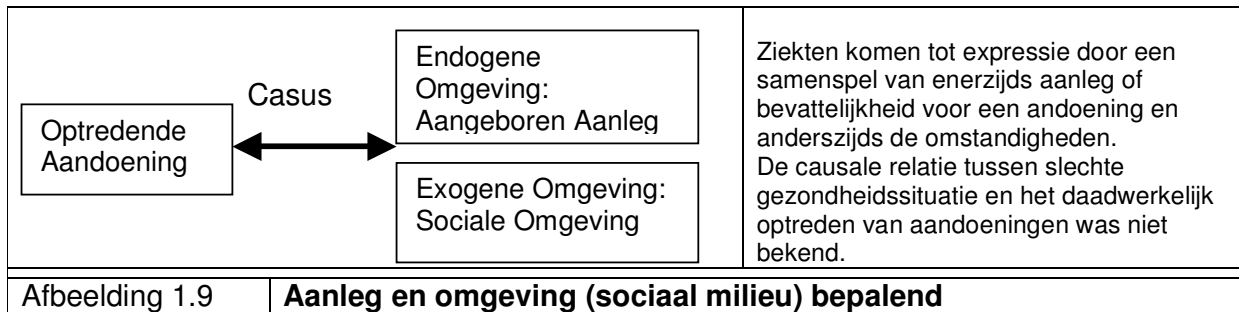 Optredende
Aandoening
Casus
Endogene
Omgeving:
Aangeboren Aanleg
Exogene Omgeving:
Sociale Omgeving
Ziekten komen tot expressie door een
samenspel van enerzijds aanleg of
bevattelijkheid voor een andoening en
anderszijds de omstandigheden.
De causale relatie tussen slechte
gezondheidssituatie en het daadwerkelijk
optreden van aandoeningen was niet
bekend.
Afbeelding 1.9 Aanleg en omgeving (sociaal milieu) bepalend